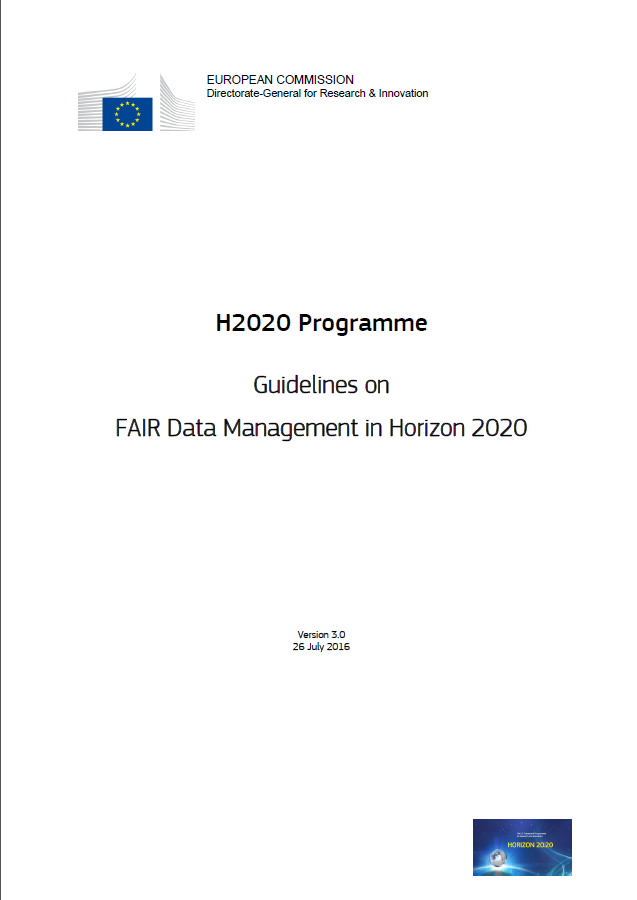 EUROPEAN COMMISSION
Directorate-General for Research & Innovation
H2020 Programme
Guidelines on
FAIR Data Management in Horizon 2020
Version 3.0
26 July 2016
HORIZON 2020